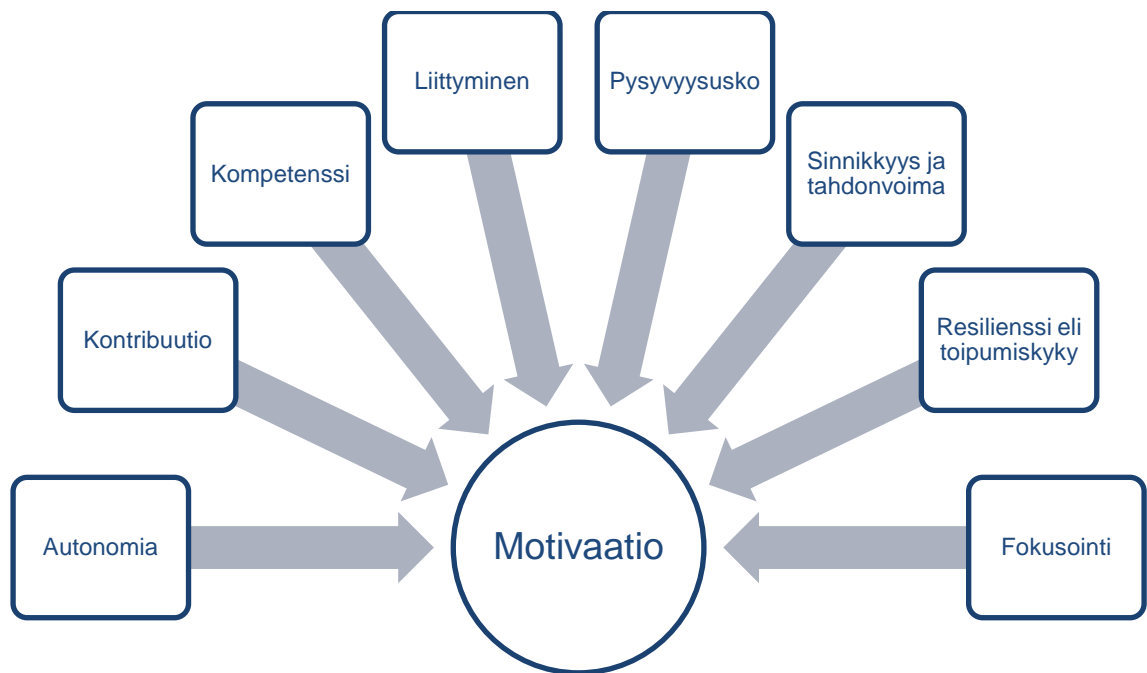 Liittyminen
Pysyvyysusko
Kompetenssi
Sinnikkyys ja
tahdonvoima
Kontribuutio
Resilienssi eli
toipumiskyky
Autonomia
Motivaatio
Fokusointi